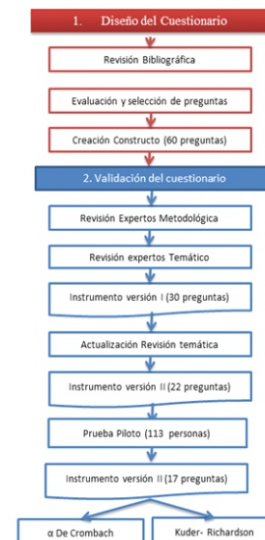 1. Diseño del Cuestionario
Revisión Bibliográfica
Evaluación y selección de preguntas
Creación Constructo (60 preguntas)
2. Validación del cuestionario
Revisión Expertos Metodológica
Revisión expertos Temático
Instrumento versión I (30 preguntas)
Actualización Revisión temática
Instrumento versión II (22 preguntas)
Prueba Piloto (113 personas)
Instrumento versión II (17 preguntas)
α De Crombach
Kuder- Richardson